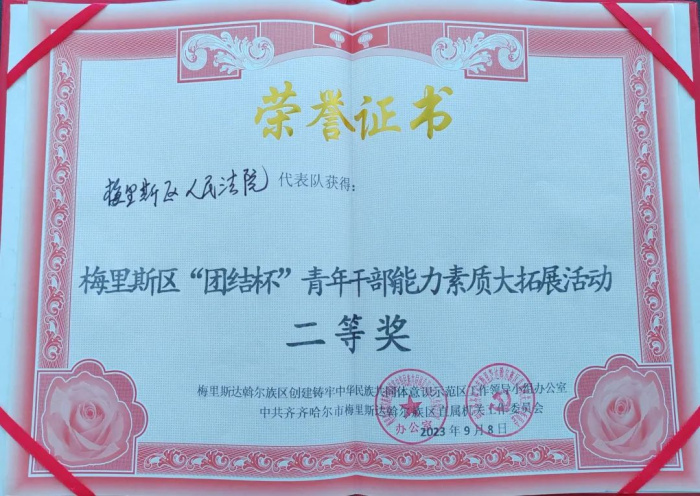 荣誉证书
梅里斯区人民法院 代表队获得：
梅里斯区“团结杯”青年干部能力素质大拓展活动
二等奖
梅里斯达斡尔族区创建铸牢中华民族共同体意识示范区工作领导小组办公室
中共齐齐哈尔市梅里斯达斡尔族区直属机关工作委员会
办公室
2023年9月8日